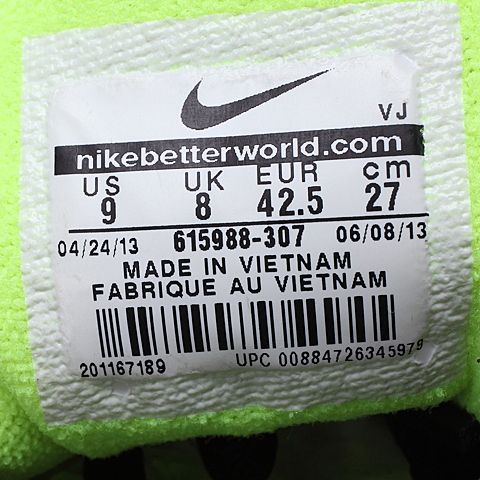 VJ
nikebetterworld.com
US UK EUR cm
9 8 42.5 27
04/24/13 615988-307 06/08/13
MADE IN VIETNAM
FABRIQUE AU VIETNAM
201167189 UPC 00884726345979